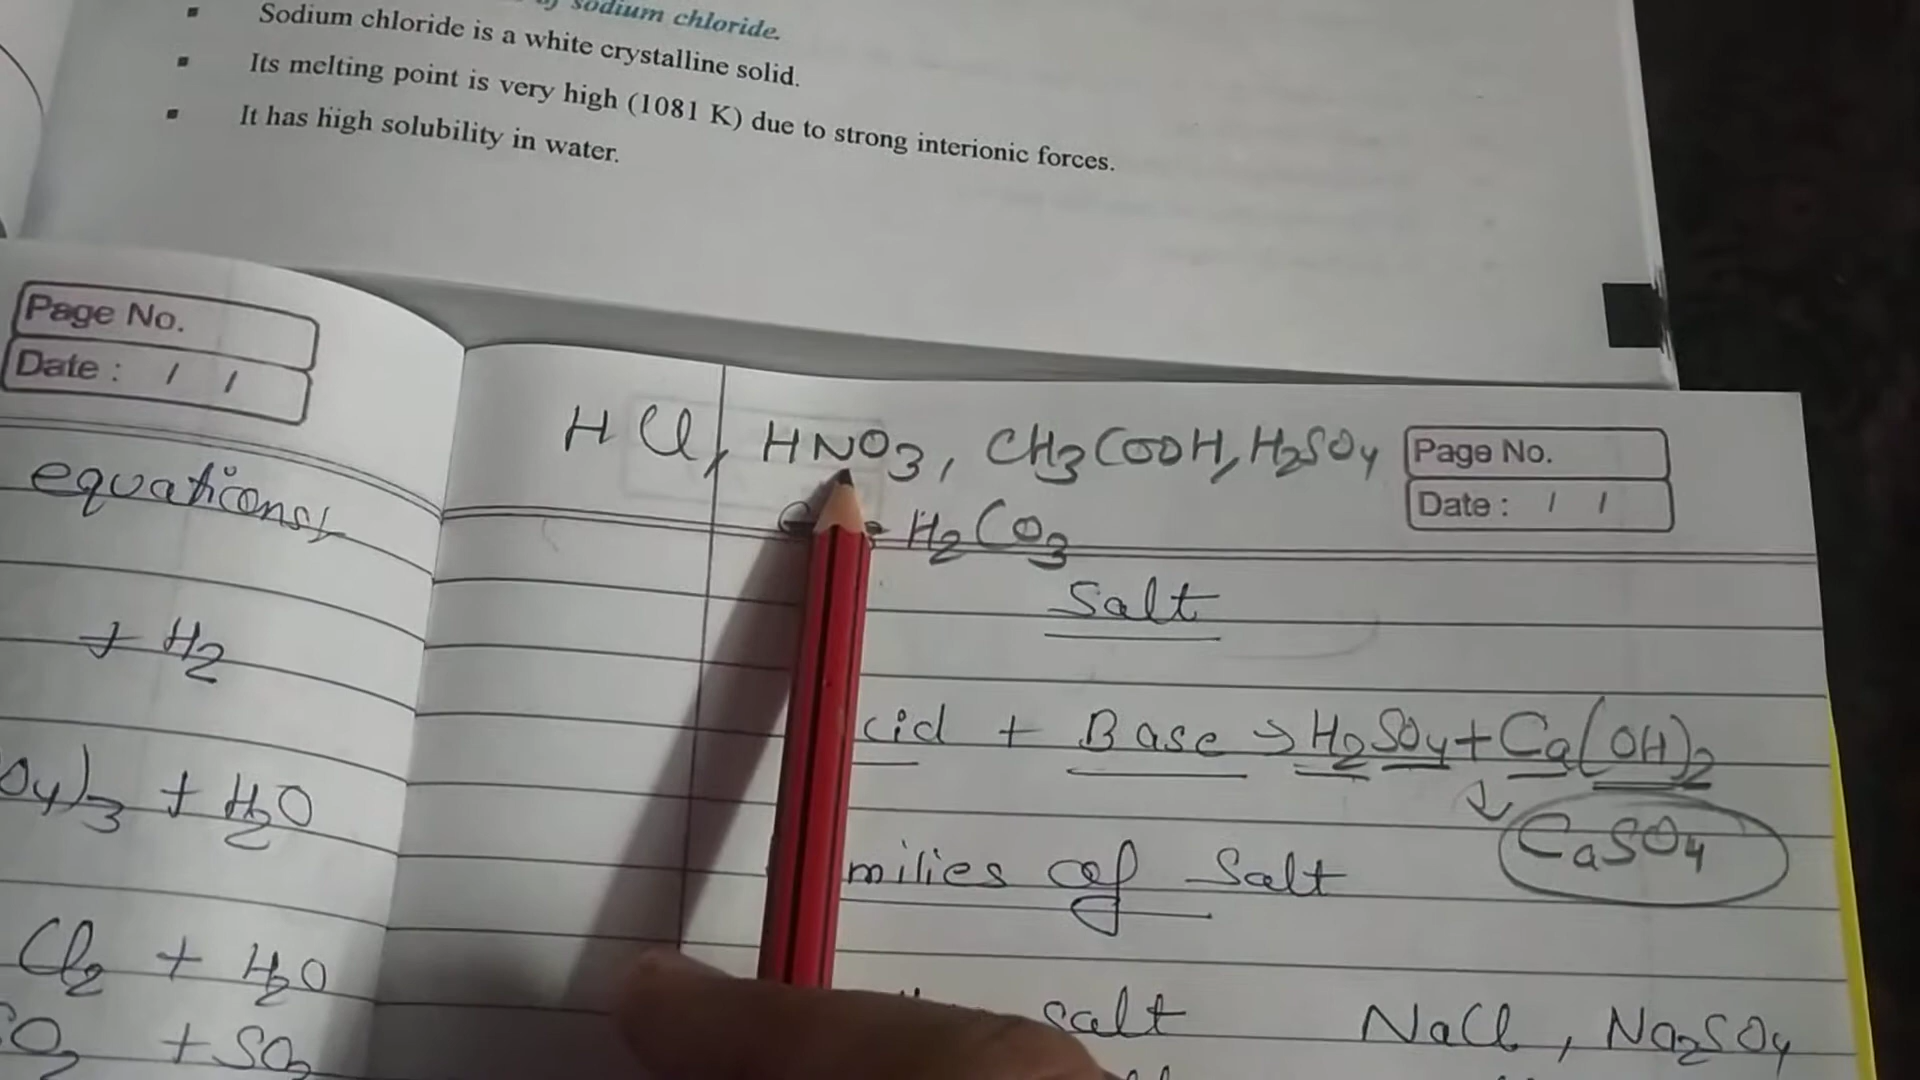 of sodium chloride.
▪ Sodium chloride is a white crystalline solid.
▪ Its melting point is very high (1081 K) due to strong interionic forces.
▪ It has high solubility in water.
Page No.
Date : / /
equations
+ H2
O4)3 + H2O
Cl2 + H2O
+ SO2
HCl, HNO3, CH3COOH, H2SO4
H2CO3
Page No.
Date : / /
Salt
cid + Base → H2SO4 + Ca(OH)2
↓
CaSO4
milies of Salt
salt NaCl, Na2SO4